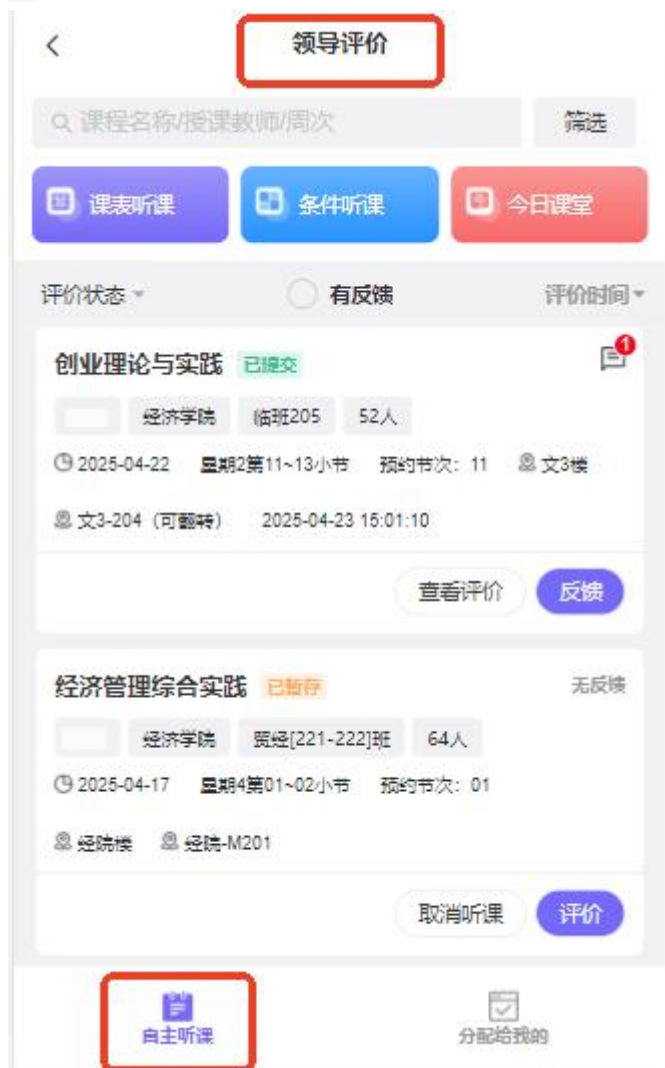 领导评价
课程名称/授课教师/周次 筛选
课表听课 条件听课 今日课堂
评价状态 有反馈 评价时间
创业理论与实践 已提交 1
经济学院 临班205 52人
2025-04-22 星期2第11~13小节 预约节次：11 文3楼
文3-204（可翻转） 2025-04-23 15:01:10
查看评价 反馈
经济管理综合实践 已暂存 无反馈
经济学院 贸经[221-222]班 64人
2025-04-17 星期4第01~02小节 预约节次：01
经院楼 经院-M201
取消听课 评价
自主听课 分配给我的